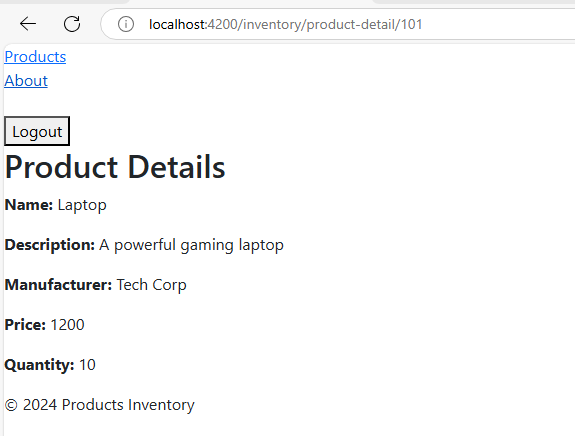 localhost:4200/inventory/product-detail/101
Products
About
Logout
Product Details
Name: Laptop
Description: A powerful gaming laptop
Manufacturer: Tech Corp
Price: 1200
Quantity: 10
© 2024 Products Inventory